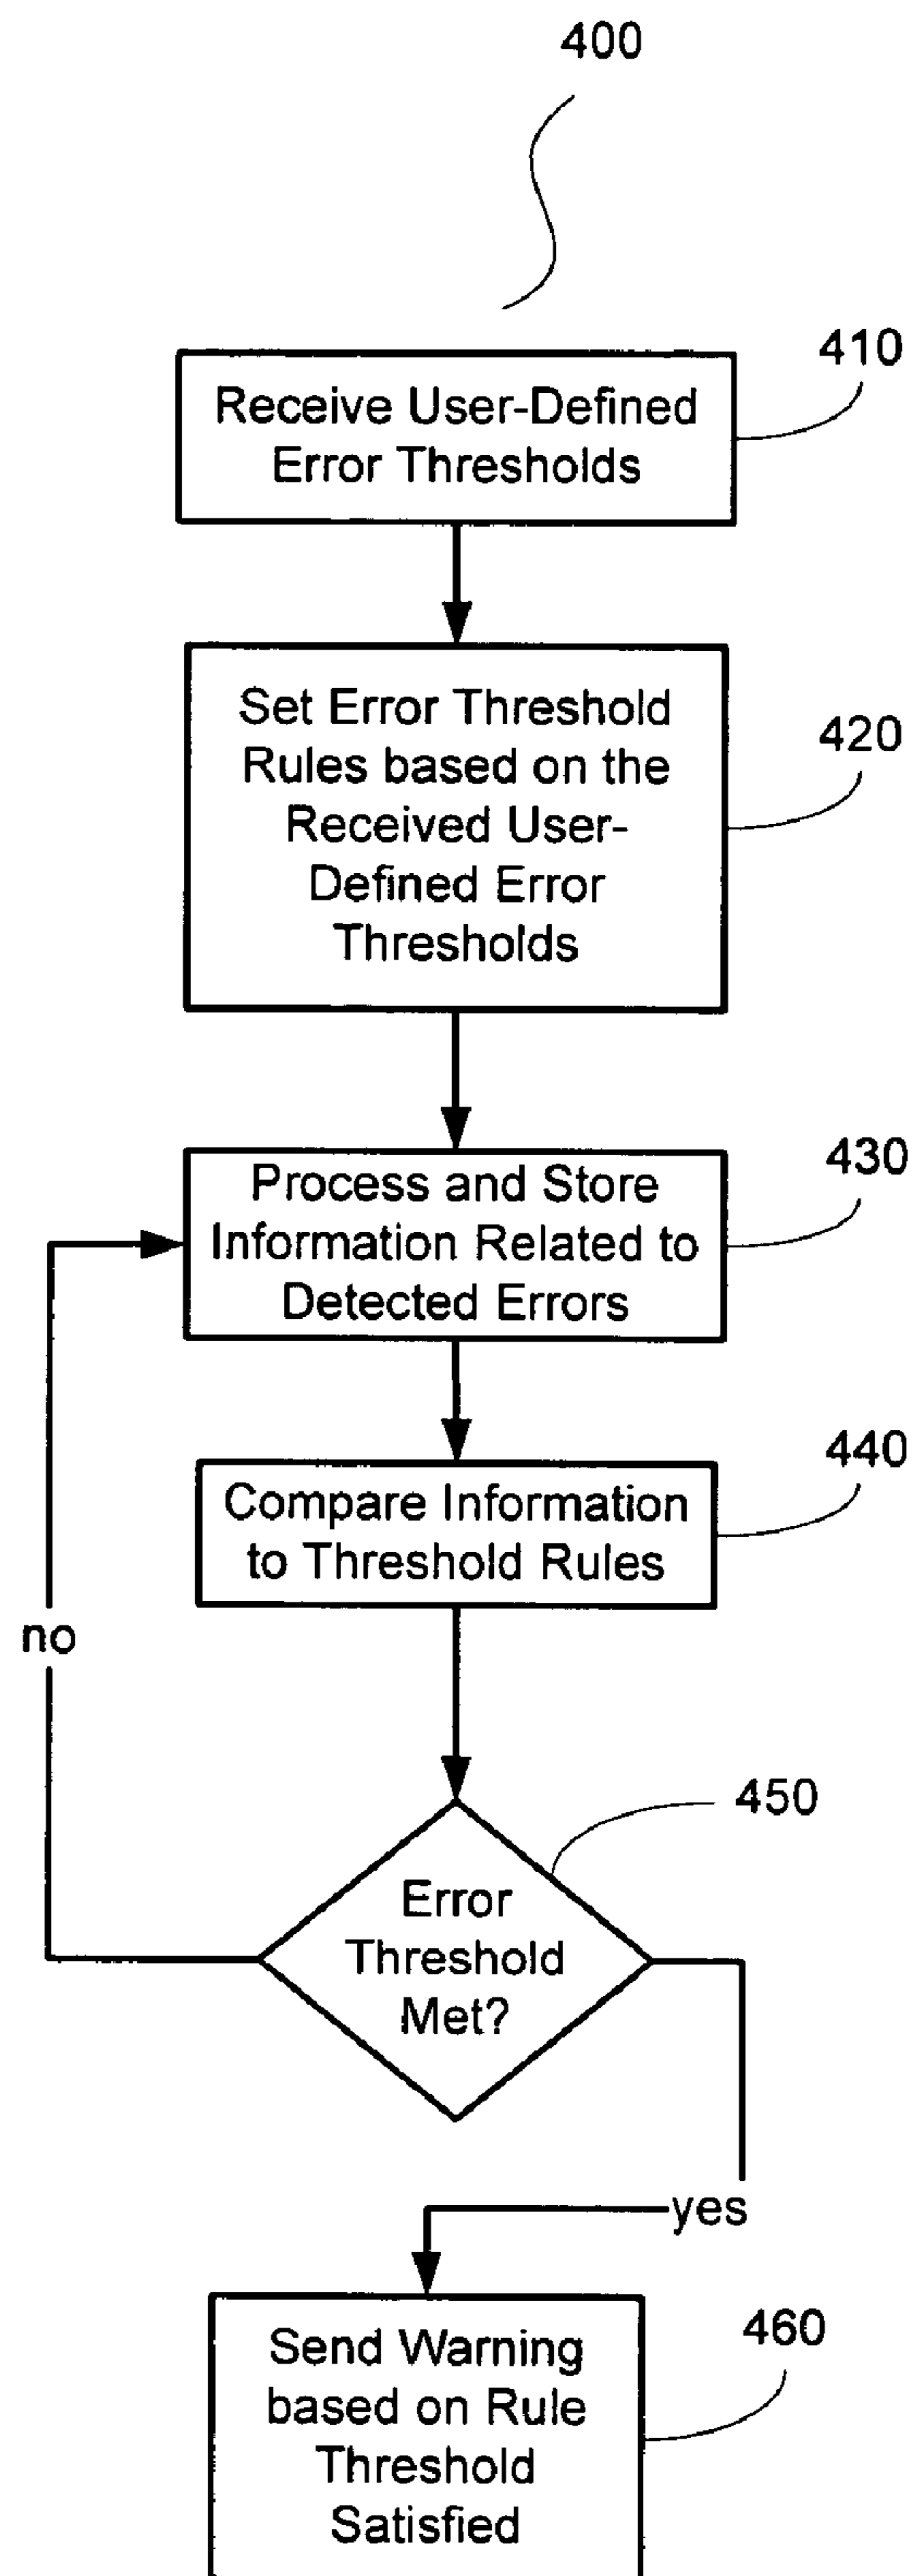 400
410
Receive User-Defined
Error Thresholds
420
Set Error Threshold
Rules based on the
Received User-
Defined Error
Thresholds
430
Process and Store
Information Related to
Detected Errors
440
Compare Information
to Threshold Rules
no
450
Error
Threshold
Met?
yes
460
Send Warning
based on Rule
Threshold
Satisfied